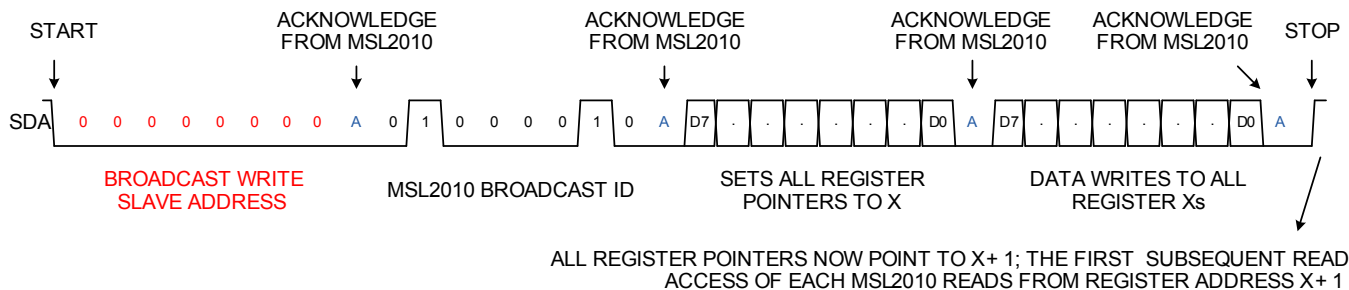 START
ACKNOWLEDGE
FROM MSL2010
ACKNOWLEDGE
FROM MSL2010
ACKNOWLEDGE
FROM MSL2010
ACKNOWLEDGE
FROM MSL2010
STOP
SDA 0 0 0 0 0 0 0 0 A 0 1 0 0 0 0 1 0 A D7 . . . . . . D0 A D7 . . . . . . D0 A
BROADCAST WRITE
SLAVE ADDRESS
MSL2010 BROADCAST ID
SETS ALL REGISTER
POINTERS TO X
DATA WRITES TO ALL
REGISTER Xs
ALL REGISTER POINTERS NOW POINT TO X+ 1; THE FIRST SUBSEQUENT READ
ACCESS OF EACH MSL2010 READS FROM REGISTER ADDRESS X+ 1